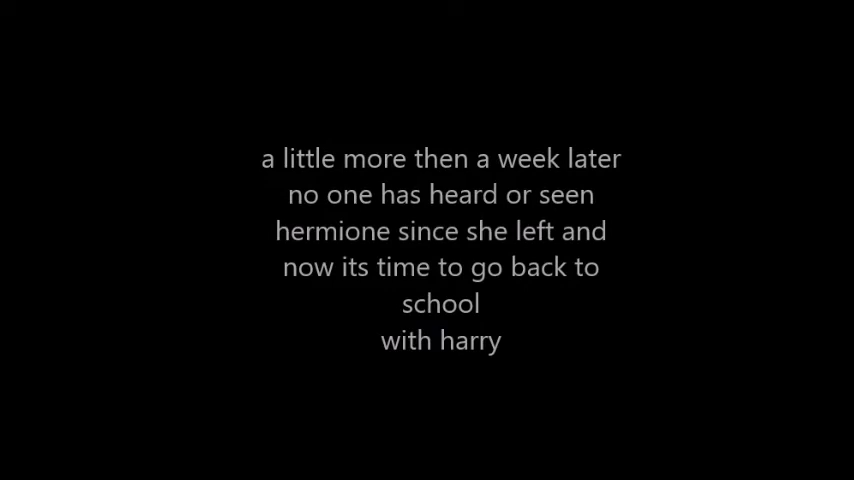 a little more then a week later
no one has heard or seen
hermione since she left and
now its time to go back to
school
with harry